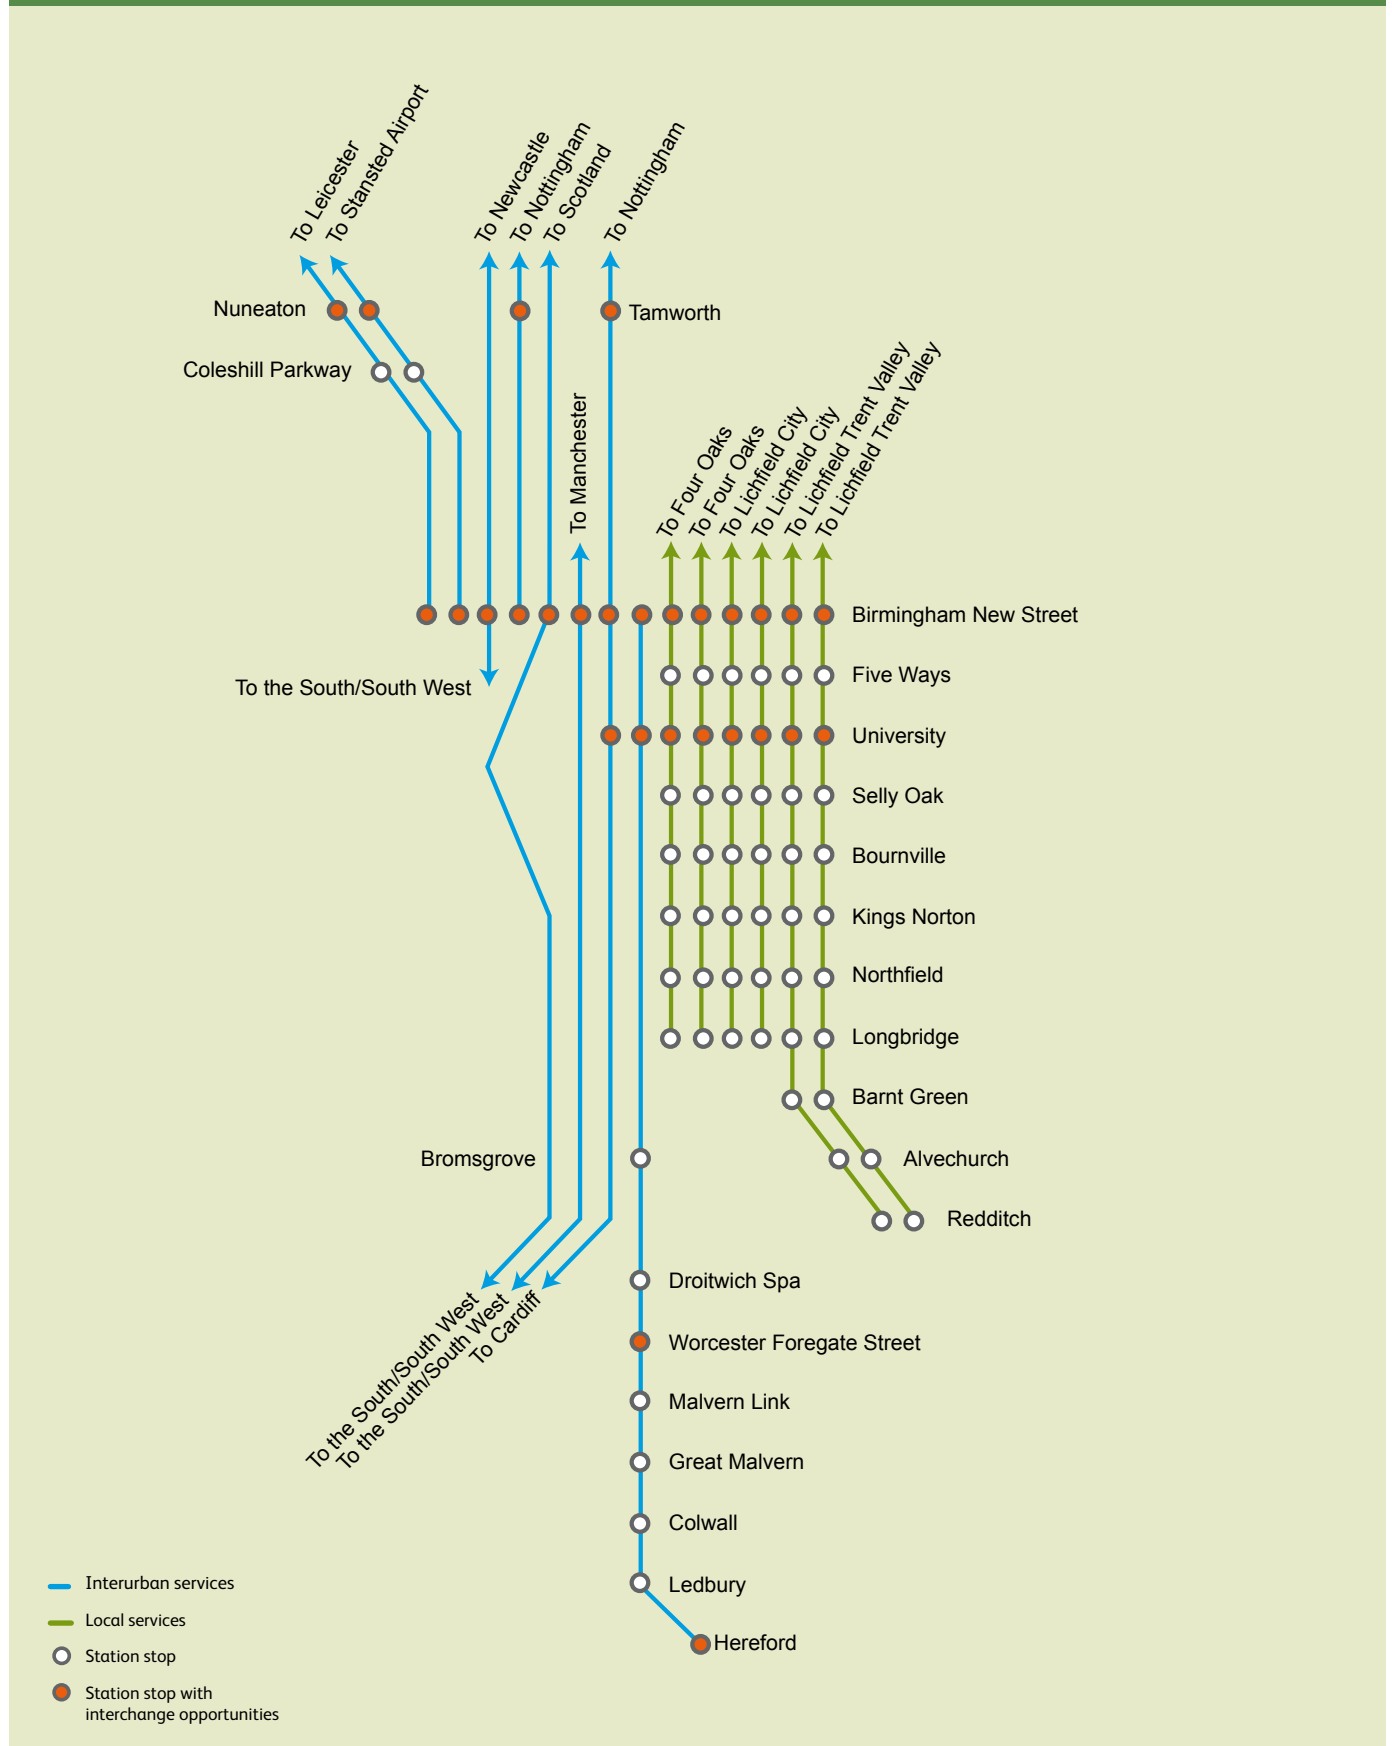 To Leicester
To Stansted Airport
To Newcastle
To Nottingham
To Scotland
To Nottingham
Nuneaton
Tamworth
Coleshill Parkway
To Manchester
To Four Oaks
To Four Oaks
To Lichfield City
To Lichfield City
To Lichfield Trent Valley
To Lichfield Trent Valley
Birmingham New Street
Five Ways
To the South/South West
University
Selly Oak
Bournville
Kings Norton
Northfield
Longbridge
Barnt Green
Bromsgrove
Alvechurch
Redditch
Droitwich Spa
To the South/South West
To the South/South West
To Cardiff
Worcester Foregate Street
Malvern Link
Great Malvern
Colwall
Ledbury
Hereford
Interurban services
Local services
Station stop
Station stop with
interchange opportunities